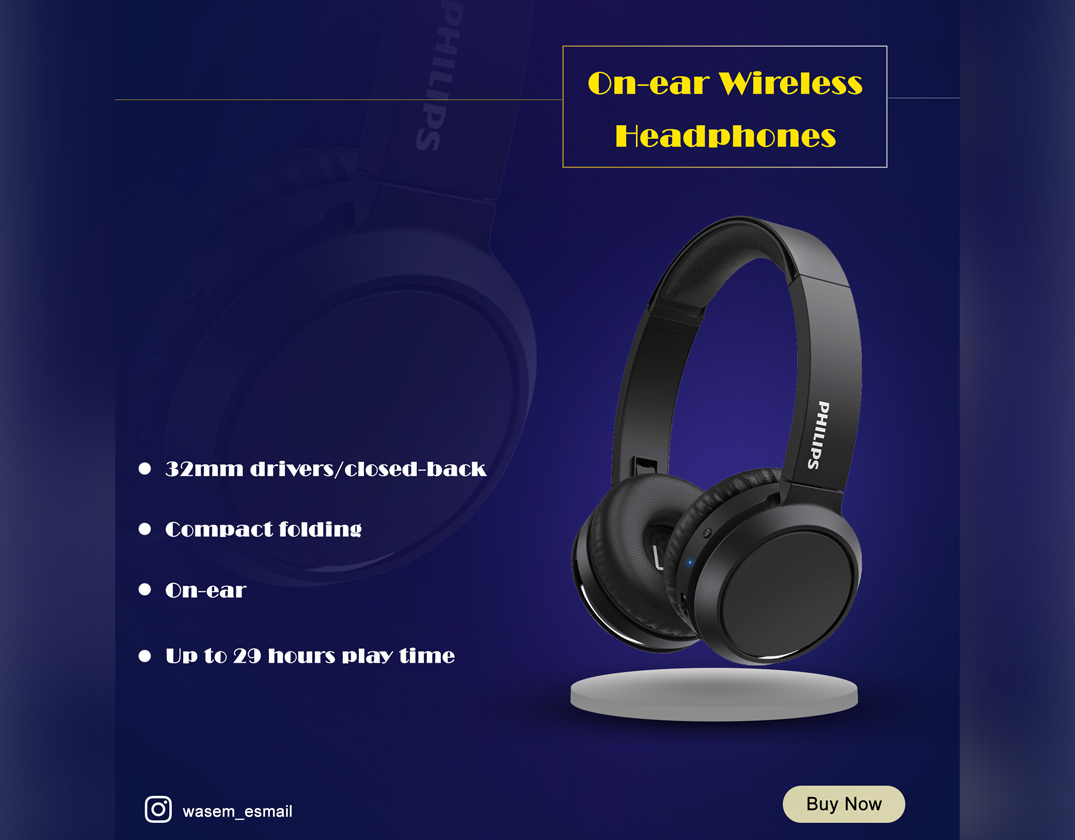 PHILIPS
On-ear Wireless
Headphones
PHILIPS
32mm drivers/closed-back
Compact folding
On-ear
Up to 29 hours play time
wasem_esmail
Buy Now